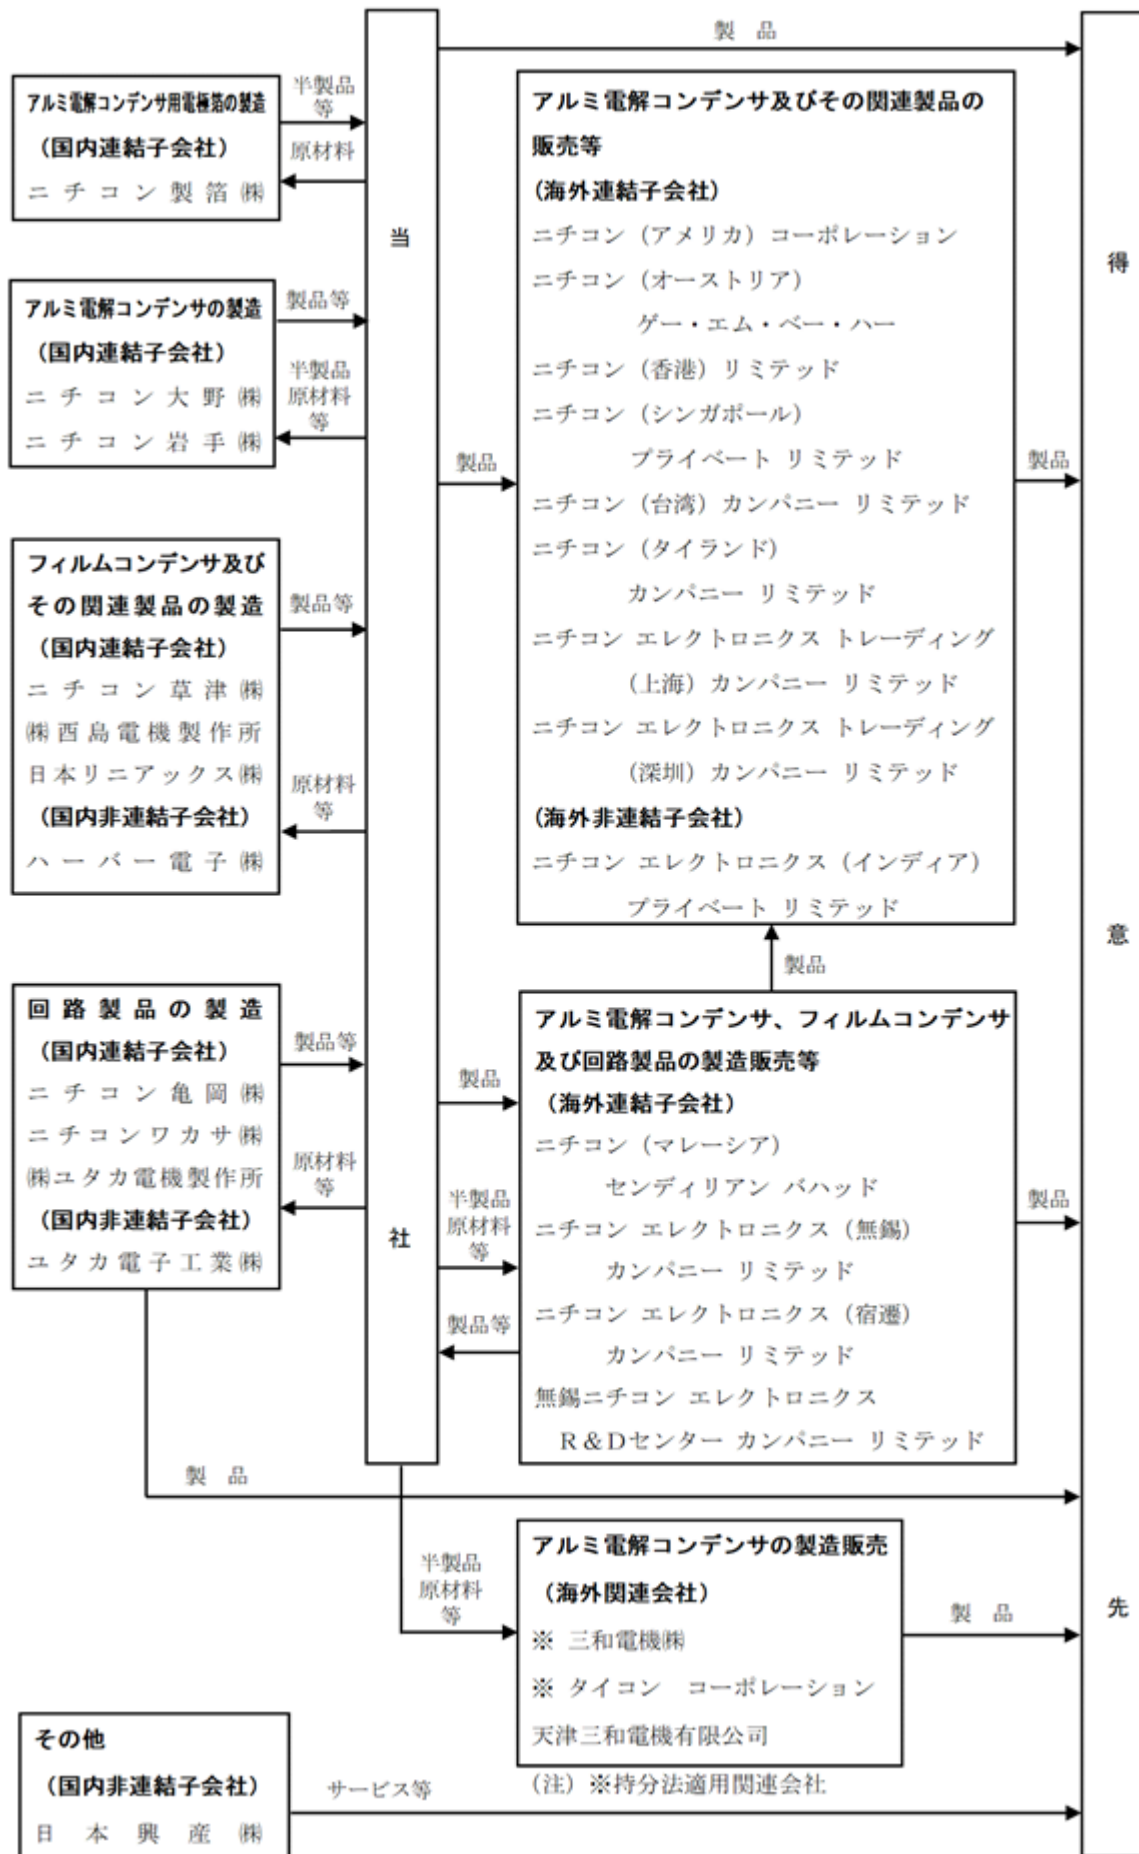 製　品
アルミ電解コンデンサ用電極箔の製造
（国内連結子会社）
ニチコン製箔㈱
半製品
等
原材料
アルミ電解コンデンサの製造
（国内連結子会社）
ニチコン大野㈱
ニチコン岩手㈱
製品等
半製品
原材料
等
フィルムコンデンサ及び
その関連製品の製造
（国内連結子会社）
ニチコン草津㈱
㈱酉島電機製作所
日本リニアックス㈱
（国内非連結子会社）
ハーバー電子㈱
製品等
原材料
等
回路製品の製造
（国内連結子会社）
ニチコン亀岡㈱
ニチコンワカサ㈱
㈱ユタカ電機製作所
（国内非連結子会社）
ユタカ電子工業㈱
製品等
原材料
等
製　品
当
社
製品
アルミ電解コンデンサ及びその関連製品の
販売等
（海外連結子会社）
ニチコン（アメリカ）コーポレーション
ニチコン（オーストリア）
ゲー・エム・ベー・ハー
ニチコン（香港）リミテッド
ニチコン（シンガポール）
プライベート リミテッド
ニチコン（台湾）カンパニー リミテッド
ニチコン（タイランド）
カンパニー リミテッド
ニチコン エレクトロニクス トレーディング
（上海）カンパニー リミテッド
ニチコン エレクトロニクス トレーディング
（深圳）カンパニー リミテッド
（海外非連結子会社）
ニチコン エレクトロニクス（インディア）
プライベート リミテッド
製品
製品
アルミ電解コンデンサ、フィルムコンデンサ
及び回路製品の製造販売等
（海外連結子会社）
ニチコン（マレーシア）
センディリアン バハッド
ニチコン エレクトロニクス（無錫）
カンパニー リミテッド
ニチコン エレクトロニクス（宿遷）
カンパニー リミテッド
無錫ニチコン エレクトロニクス
Ｒ＆Ｄセンター カンパニー リミテッド
製品
半製品
原材料
等
製品等
製品
半製品
原材料
等
アルミ電解コンデンサの製造販売
（海外関連会社）
※ 三和電機㈱
※ タイコン　コーポレーション
天津三和電機有限公司
（注）※持分法適用関連会社
製　品
その他
（国内非連結子会社）
日本興産㈱
サービス等
得
意
先